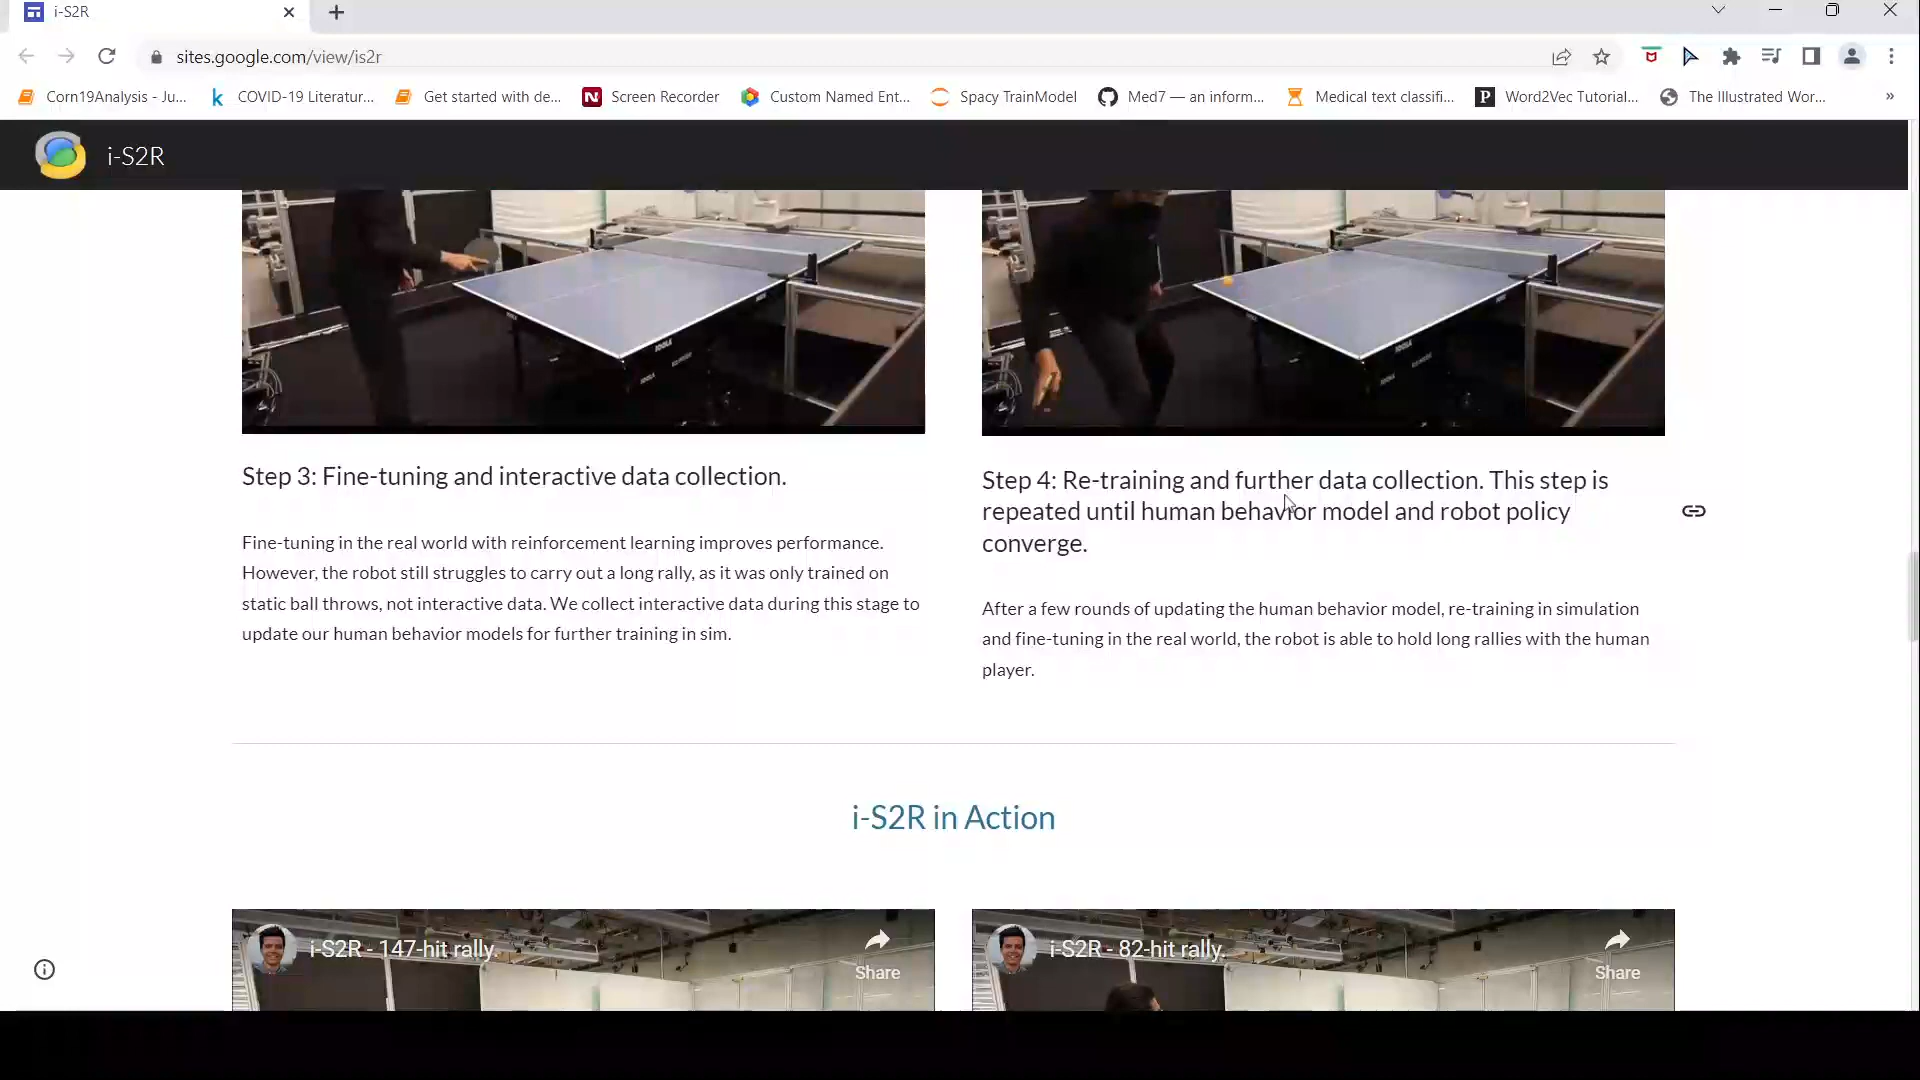 i-S2R
sites.google.com/view/is2r
Corn19Analysis - Ju...
COVID-19 Literatur...
Get started with de...
Screen Recorder
Custom Named Ent...
Spacy TrainModel
Med7 — an inform...
Medical text classifi...
Word2Vec Tutorial...
The Illustrated Wor...
»
i-S2R
JOOLA
JOOLA
Step 3: Fine-tuning and interactive data collection.
Fine-tuning in the real world with reinforcement learning improves performance.
However, the robot still struggles to carry out a long rally, as it was only trained on
static ball throws, not interactive data. We collect interactive data during this stage to
update our human behavior models for further training in sim.
Step 4: Re-training and further data collection. This step is
repeated until human behavior model and robot policy
converge.
After a few rounds of updating the human behavior model, re-training in simulation
and fine-tuning in the real world, the robot is able to hold long rallies with the human
player.
i-S2R in Action
i-S2R - 147-hit rally.
Share
i-S2R - 82-hit rally.
Share